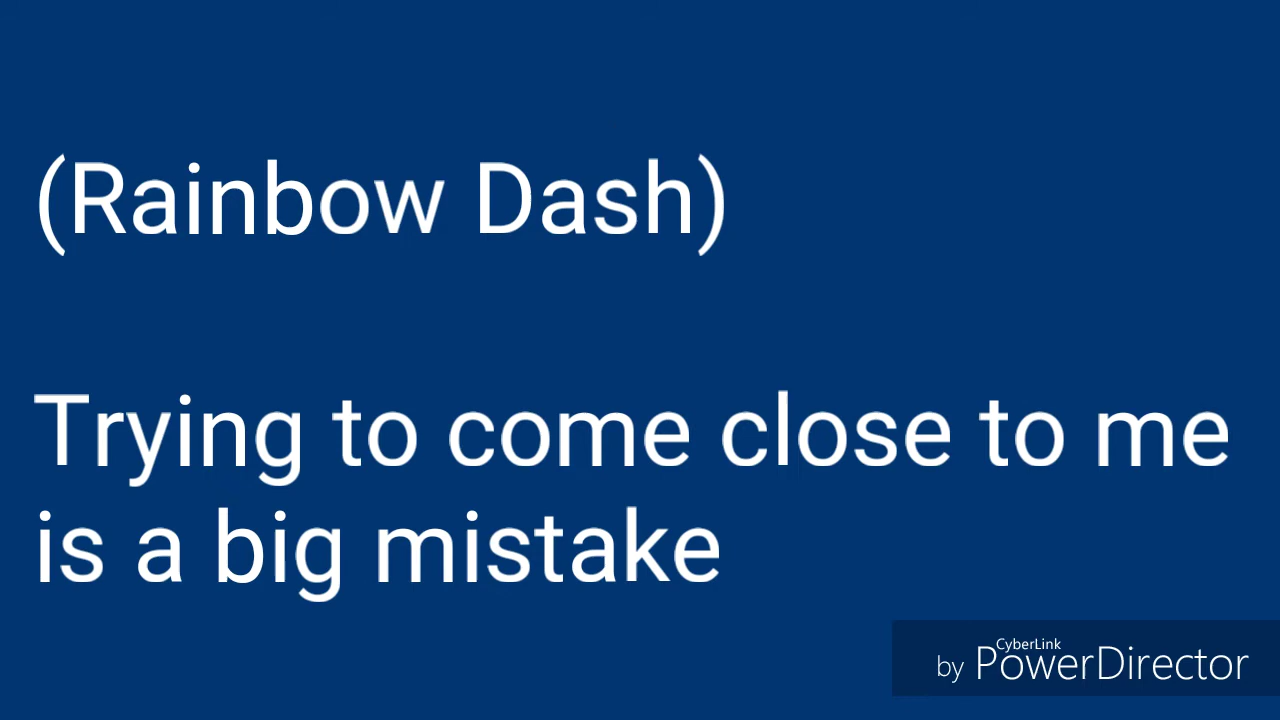 (Rainbow Dash)
Trying to come close to me
is a big mistake
CyberLink
by PowerDirector